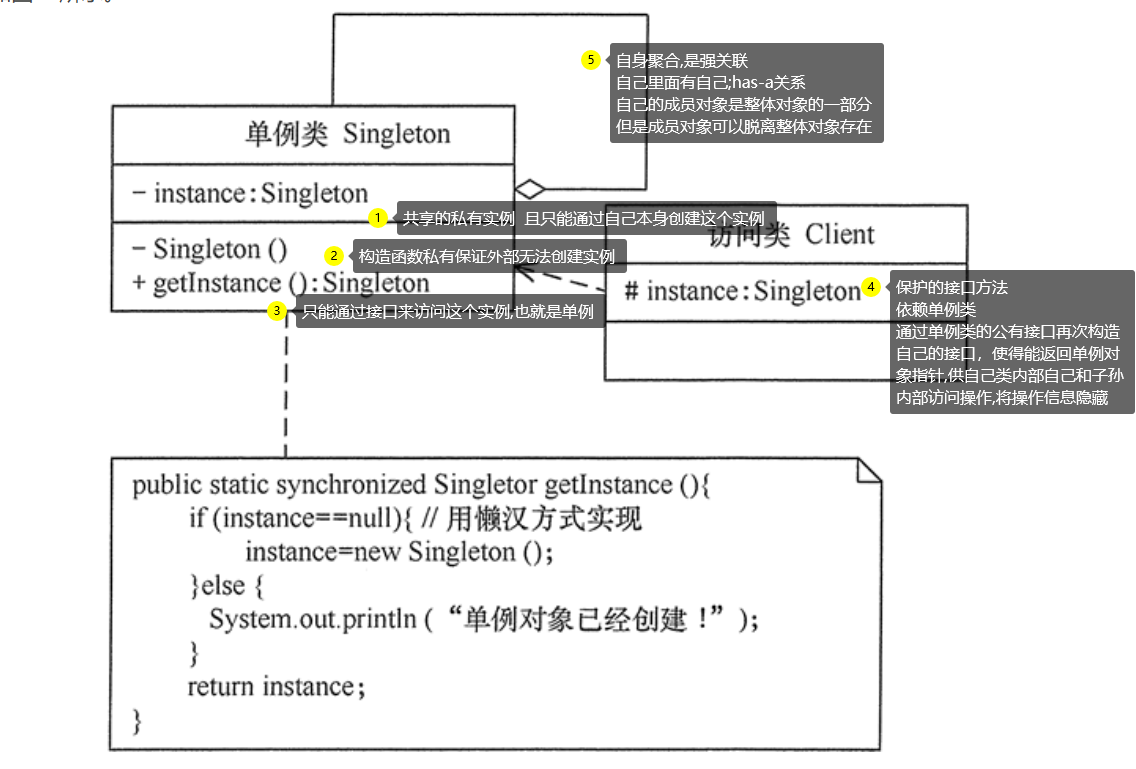 单例类 Singleton
- instance:Singleton
- Singleton ()
+ getInstance ():Singleton
5
自身聚合,是强关联
自己里面有自己;has-a关系
自己的成员对象是整体对象的一部分
但是成员对象可以脱离整体对象存在
1
共享的私有实例 且只能通过自己本身创建这个实例
2
构造函数私有保证外部无法创建实例
3
只能通过接口来访问这个实例,也就是单例
访问类 Client
# instance:Singleton
4
保护的接口方法
依赖单例类
通过单例类的公有接口再次构造
自己的接口，使得能返回单例对
象指针,供自己类内部自己和子孙
内部访问操作,将操作信息隐藏
public static synchronized Singletor getInstance (){
if (instance==null){ // 用懒汉方式实现
instance=new Singleton ();
}else {
System.out.println (“单例对象已经创建！”);
}
return instance;
}